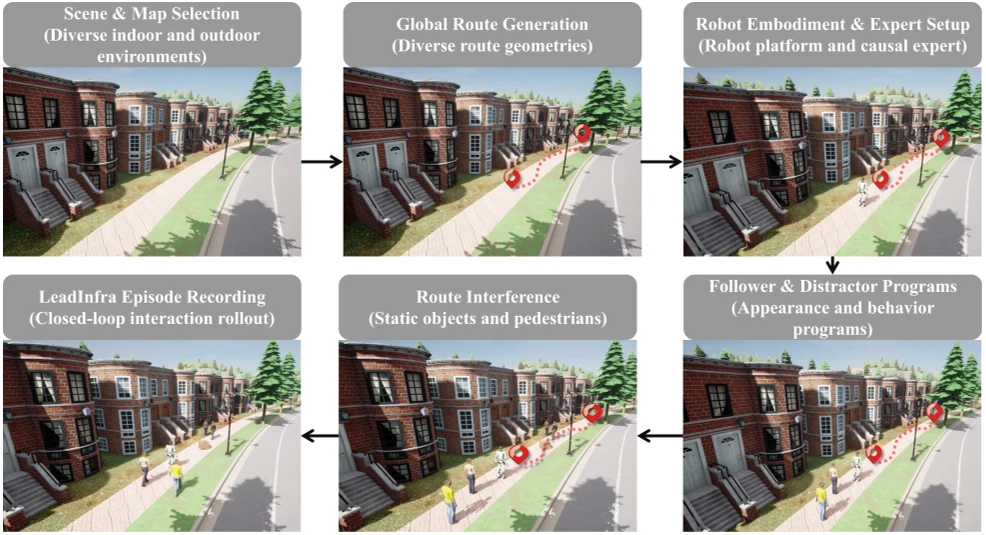 Scene & Map Selection
(Diverse indoor and outdoor
environments)
Global Route Generation
(Diverse route geometries)
Robot Embodiment & Expert Setup
(Robot platform and causal expert)
Follower & Distractor Programs
(Appearance and behavior
programs)
Route Interference
(Static objects and pedestrians)
LeadInfra Episode Recording
(Closed-loop interaction rollout)